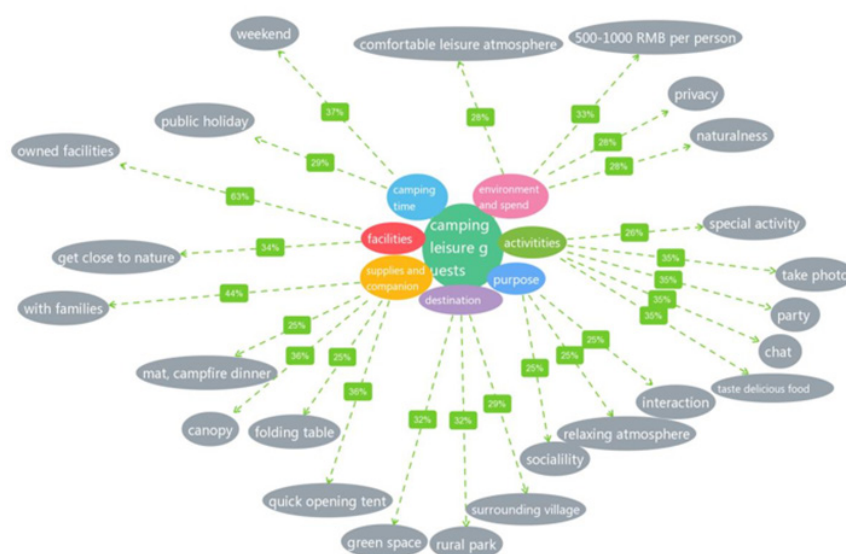 weekend
comfortable leisure atmosphere
500-1000 RMB per person
privacy
public holiday
naturalness
owned facilities
37%
28%
33%
28%
29%
28%
63%
camping
time
environment
and spend
special activity
26%
facilities
camping
leisure g
uests
activitities
get close to nature
34%
35%
take photo
supplies and
companion
purpose
35%
with families
44%
destination
35%
party
35%
25%
chat
mat, campfire dinner
36%
25%
36%
25%
25%
25%
taste delicious food
canopy
folding table
32%
32%
29%
interaction
relaxing atmosphere
socialility
quick opening tent
surrounding village
green space
rural park